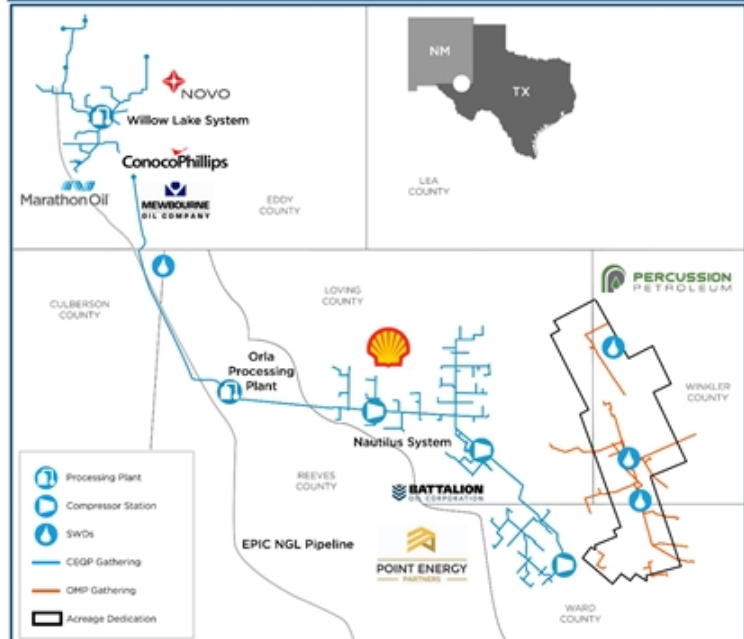 NM
TX
NOVO
Willow Lake System
ConocoPhillips
Marathon Oil
MEWBOURNE
OIL COMPANY
EDDY
COUNTY
LEA
COUNTY
CULBERSON
COUNTY
LOVING
COUNTY
PERCUSSION
PETROLEUM
Orla
Processing
Plant
WINKLER
COUNTY
Nautilus System
REEVES
COUNTY
BATTALION
OIL CORPORATION
EPIC NGL Pipeline
POINT ENERGY
PARTNERS
WARD
COUNTY
Processing Plant
Compressor Station
SWDs
CEQP Gathering
OMP Gathering
Acreage Dedication